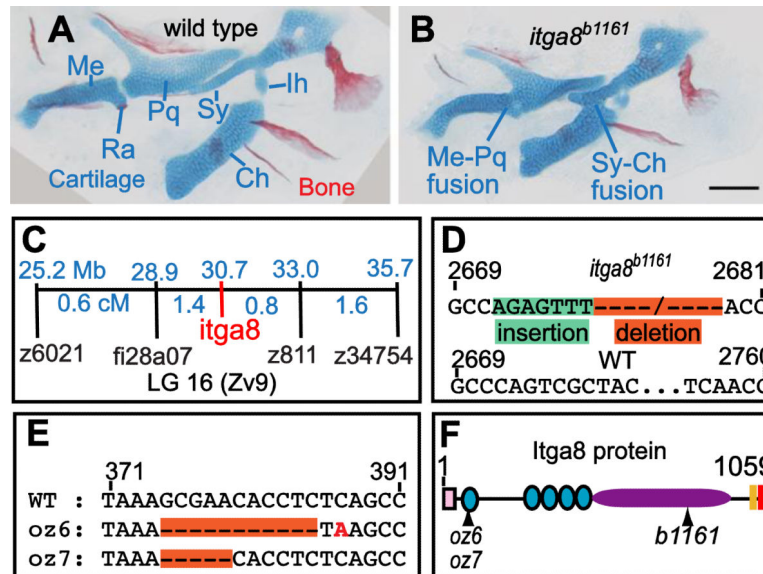 A
wild type
Me
Pq
Sy
Ih
Ra
Ch
Cartilage
Bone
B
itga8b1161
Me-Pq
fusion
Sy-Ch
fusion
C
25.2 Mb 28.9 30.7 33.0 35.7
0.6 cM 1.4 0.8 1.6
itga8
z6021 fi28a07 z811 z34754
LG 16 (Zv9)
D
itga8b1161
2669 2681
GCCAGAGTTT----/----ACC
insertion deletion
2669 WT 2760
GCCCAGTCGCTAC...TCAACC
E
371 391
WT : TAAAGCGAACACCTCTCAGCC
oz6 : TAAA-----------TAAGCC
oz7 : TAAA-----CACCTCTCAGCC
F
1 Itga8 protein 1059
oz6
oz7
b1161